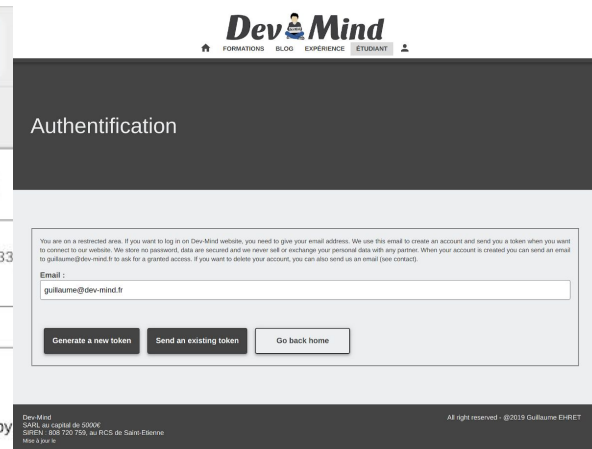 Dev Mind
FORMATIONS BLOG EXPÉRIENCE ÉTUDIANT
Authentification
You are on a restrected area. If you want to log in on Dev-Mind website, you need to give your email address. We use this email to create an account and send you a token when you want
to connect to our website. We store no password, data are secured and we never sell or exchange your personal data with any partner. When your account is created you can send an email
to guillaume@dev-mind.fr to ask for a granted access. If you want to delete your account, you can also send us an email (see contact).
33
Email :
guillaume@dev-mind.fr
Generate a new token Send an existing token Go back home
Dev-Mind
All right reserved - @2019 Guillaume EHRET
SARL au capital de 5000€
SIREN : 808 720 759, au RCS de Saint-Etienne
Mise à jour le
by